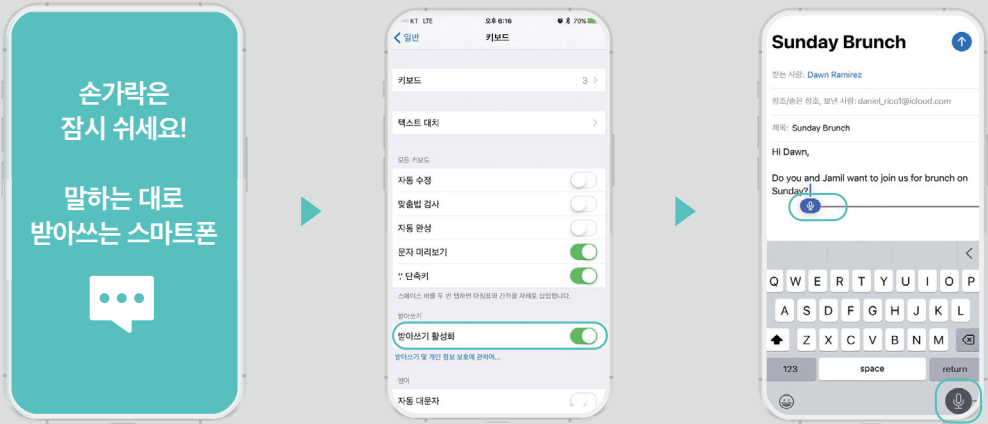 손가락은
잠시 쉬세요!
말하는 대로
받아쓰는 스마트폰
KT LTE 오후 6:16 70%
일반 키보드
키보드 3
텍스트 대치
모든 키보드
자동 수정
맞춤법 검사
자동 완성
문자 미리보기
'.' 단축키
스페이스 바를 두 번 탭하면 마침표와 간격을 차례로 삽입합니다.
받아쓰기
받아쓰기 활성화
받아쓰기 및 개인 정보 보호에 관하여...
영어
자동 대문자
Sunday Brunch
받는 사람: Dawn Ramirez
참조/숨은 참조, 보낸 사람: daniel_rico1@icloud.com
제목: Sunday Brunch
Hi Dawn,
Do you and Jamil want to join us for brunch on
Sunday?
Q W E R T Y U I O P
A S D F G H J K L
Z X C V B N M
123 space return